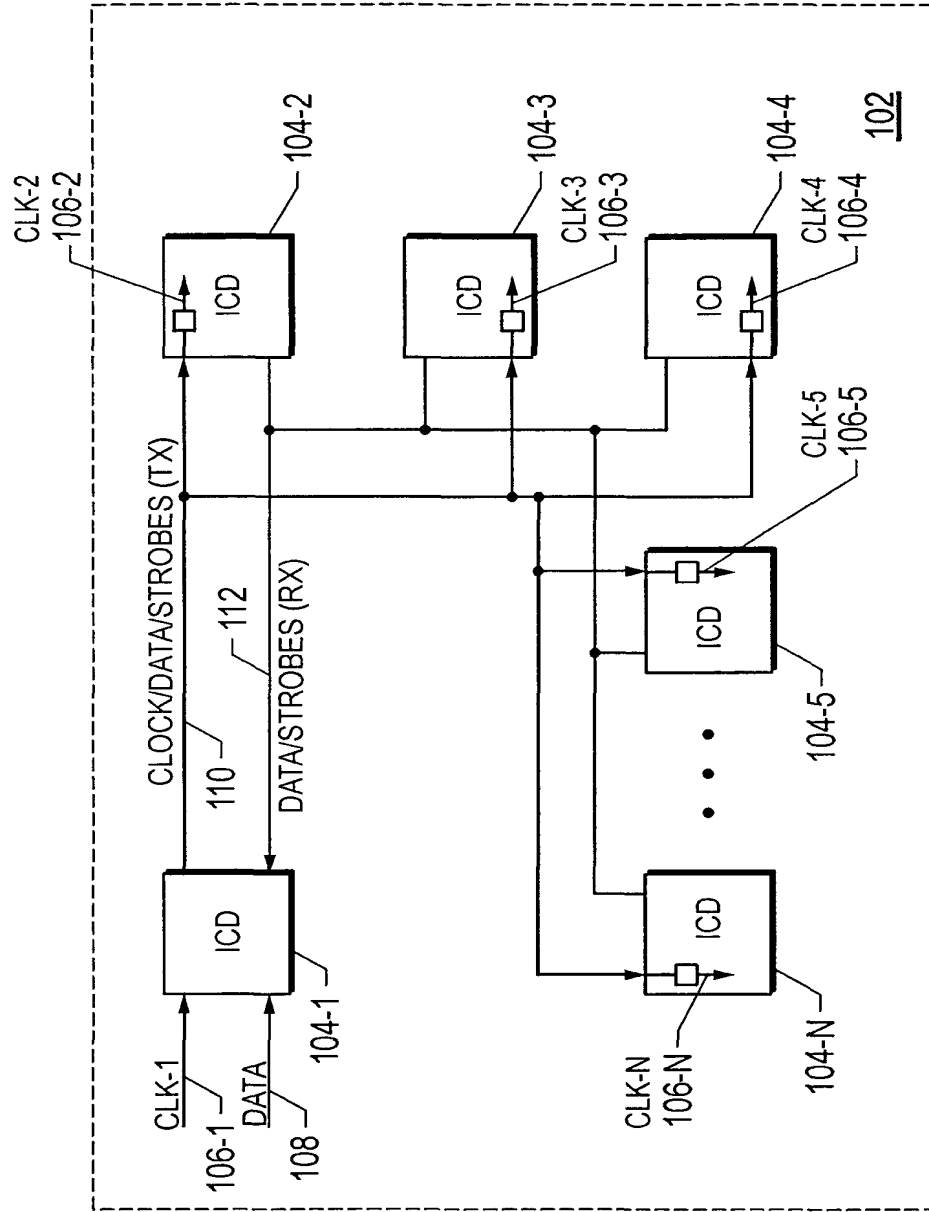 CLK-1
106-1
DATA
108
ICD
104-1
CLOCK/DATA/STROBES (TX)
110
112
DATA/STROBES (RX)
CLK-2
106-2
ICD
104-2
ICD
104-3
CLK-3
106-3
ICD
104-4
CLK-4
106-4
CLK-5
106-5
ICD
104-5
CLK-N
106-N
ICD
104-N
102